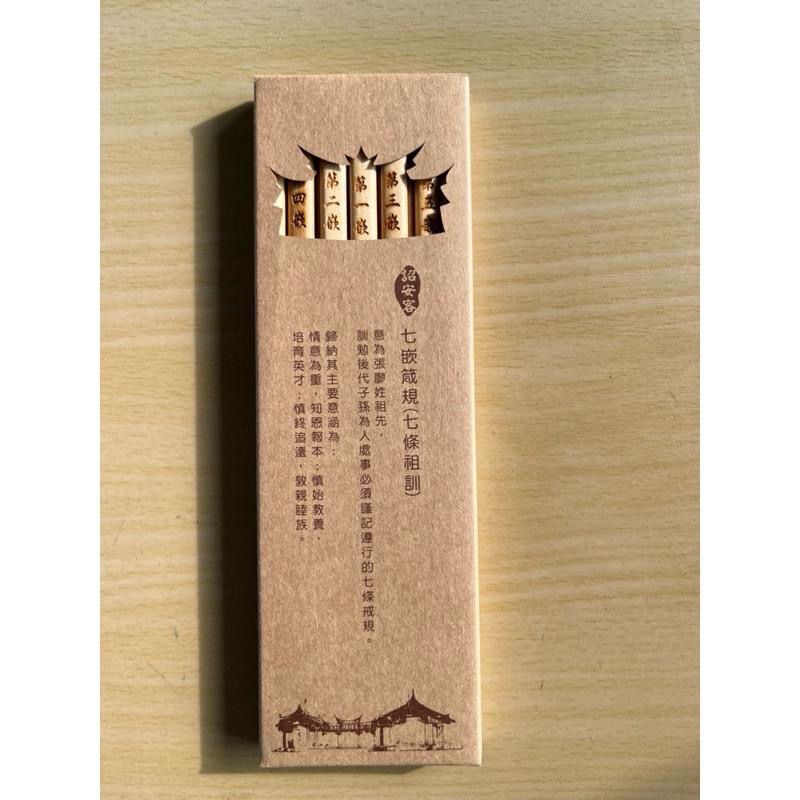 第四嵌
第二嵌
第一嵌
第三嵌
第五嵌
詔安客
七嵌箴規(七條祖訓)
意為張廖姓祖先,
訓勉後代子孫為人處事必須謹記遵行的七條戒規。
歸納其主要意涵為:
情意為重,知恩報本;慎始教養,
培育英才;慎終追遠,敦親睦族。